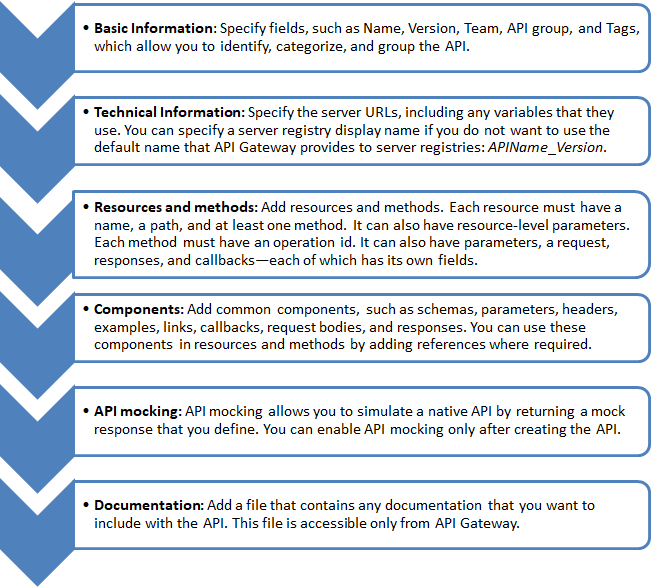 • Basic Information: Specify fields, such as Name, Version, Team, API group, and Tags,
which allow you to identify, categorize, and group the API.
• Technical Information: Specify the server URLs, including any variables that they
use. You can specify a server registry display name if you do not want to use the
default name that API Gateway provides to server registries: APIName_Version.
• Resources and methods: Add resources and methods. Each resource must have a
name, a path, and at least one method. It can also have resource-level parameters.
Each method must have an operation id. It can also have parameters, a request,
responses, and callbacks—each of which has its own fields.
• Components: Add common components, such as schemas, parameters, headers,
examples, links, callbacks, request bodies, and responses. You can use these
components in resources and methods by adding references where required.
• API mocking: API mocking allows you to simulate a native API by returning a mock
response that you define. You can enable API mocking only after creating the API.
• Documentation: Add a file that contains any documentation that you want to
include with the API. This file is accessible only from API Gateway.